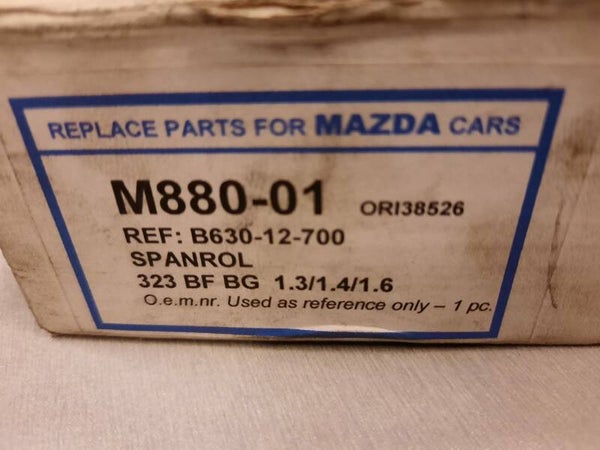 REPLACE PARTS FOR MAZDA CARS
M880-01 ORI38526
REF: B630-12-700
SPANROL
323 BF BG 1.3/1.4/1.6
O.e.m.nr. Used as reference only – 1 pc.